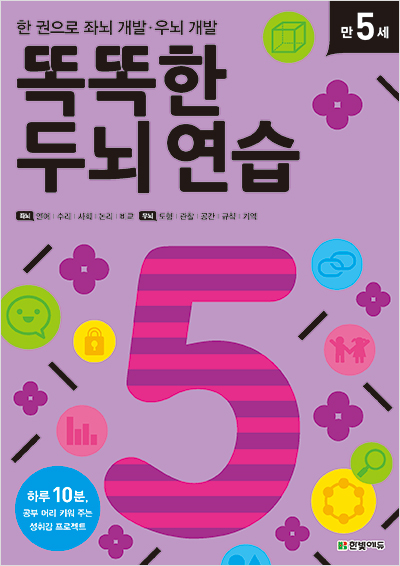 한 권으로 좌뇌 개발·우뇌 개발
만 5 세
똑똑한
두뇌 연습
좌뇌 언어 | 수리 | 사회 | 논리 | 비교 우뇌 도형 | 관찰 | 공간 | 규칙 | 기억
5
하루 10분,
공부 머리 키워 주는
성취감 프로젝트
한빛에듀